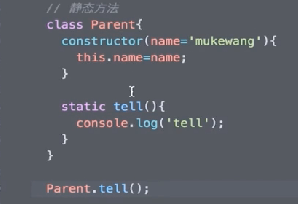 // 静态方法
class Parent{
  constructor(name='mukewang'){
    this.name=name;
  }

  static tell(){
    console.log('tell');
  }
}

Parent.tell();